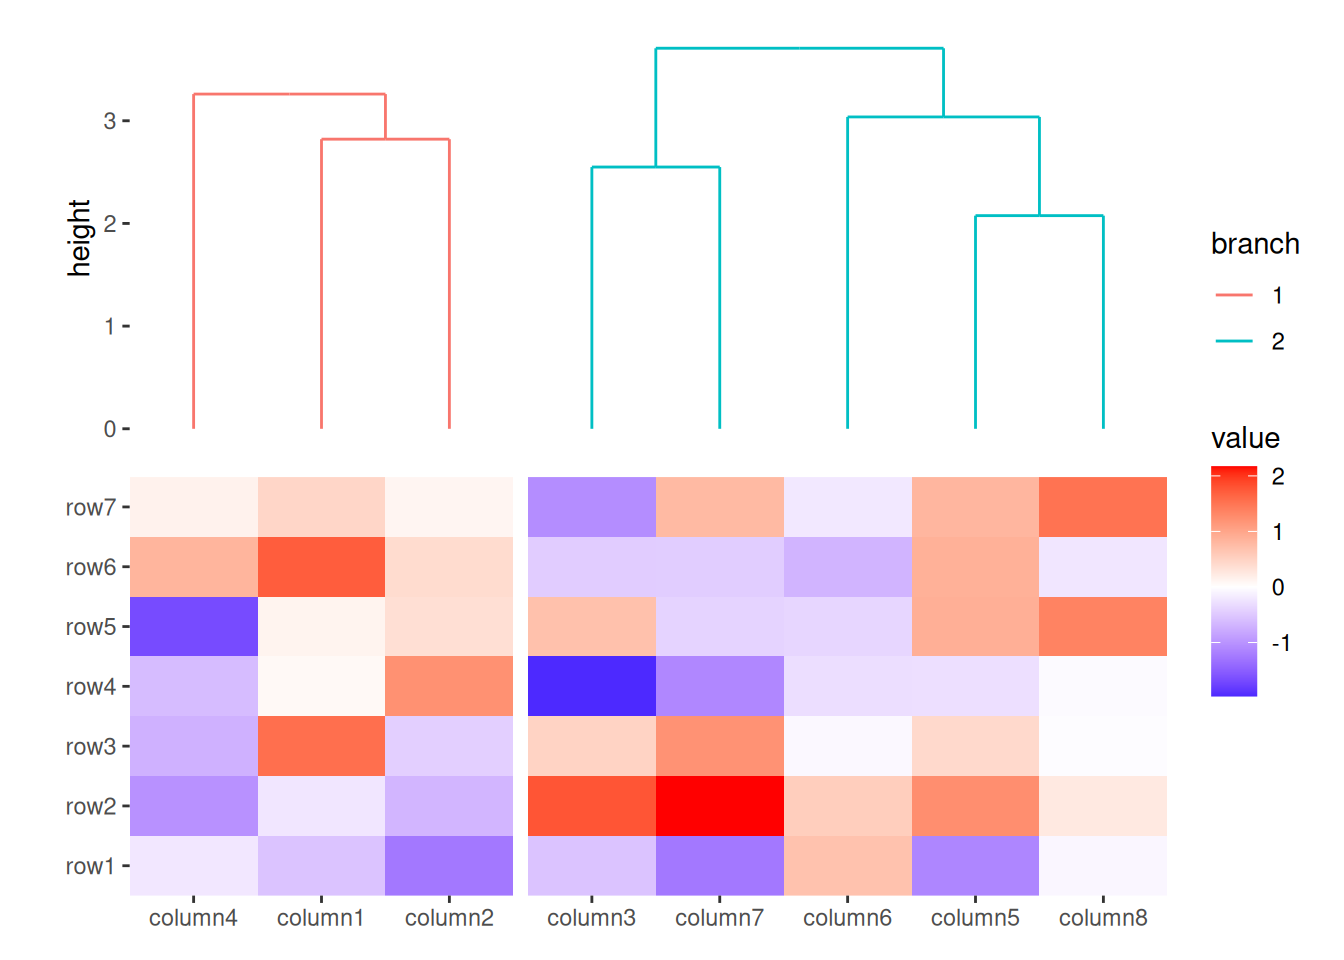 height
3
2
1
0
branch
1
2
value
2
1
0
-1
row7
row6
row5
row4
row3
row2
row1
column4 column1 column2 column3 column7 column6 column5 column8